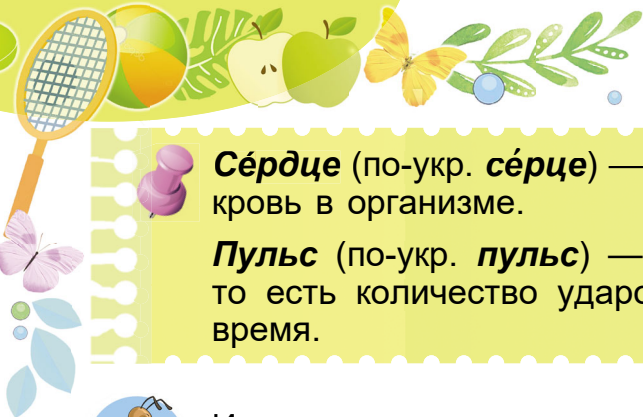 Се́рдце (по-укр. се́рце) —
кровь в организме.
Пульс (по-укр. пульс) —
то есть количество ударо
время.